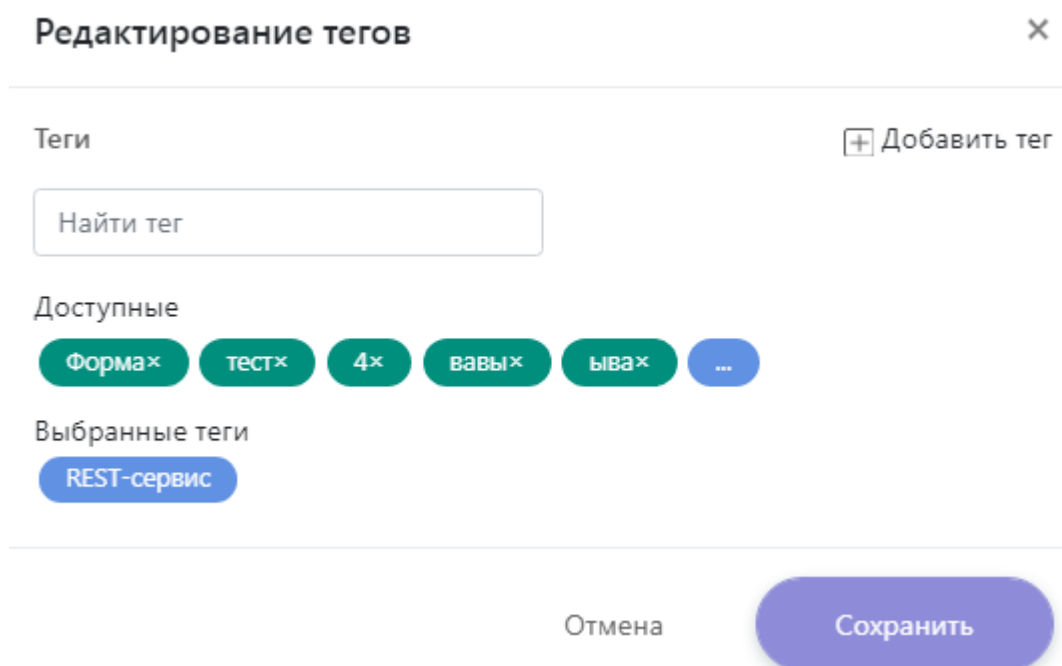 Редактирование тегов ×
Теги + Добавить тег
Найти тег
Доступные
Форма× тест× 4× вавы× ыва× ...
Выбранные теги
REST-сервис
Отмена Сохранить